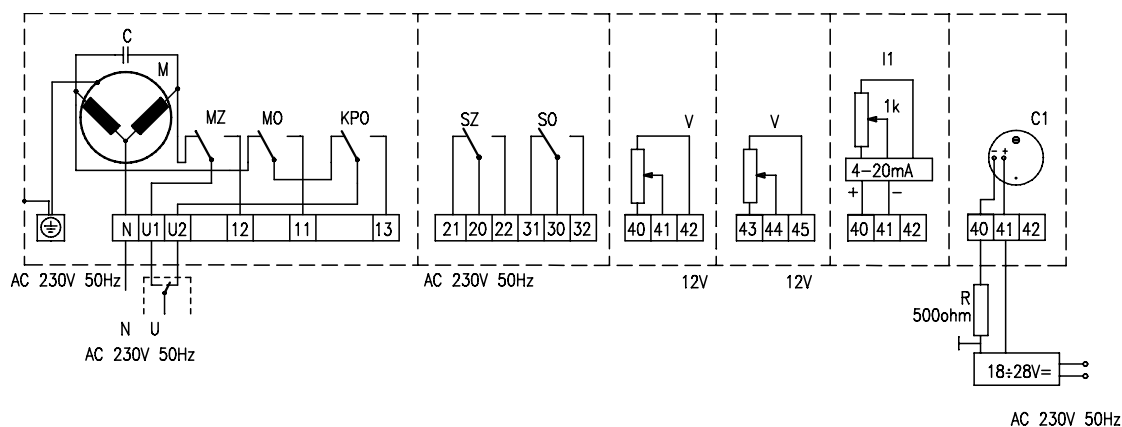 C
M
MZ
MO
KPO
SZ
SO
V
V
I1
1k
C1
- +
4-20mA
+ -
N U1 U2 12 11 13
21 20 22 31 30 32
40 41 42
43 44 45
40 41 42
40 41 42
AC 230V 50Hz
AC 230V 50Hz
12V
12V
R
500ohm
N U
AC 230V 50Hz
18÷28V=
AC 230V 50Hz